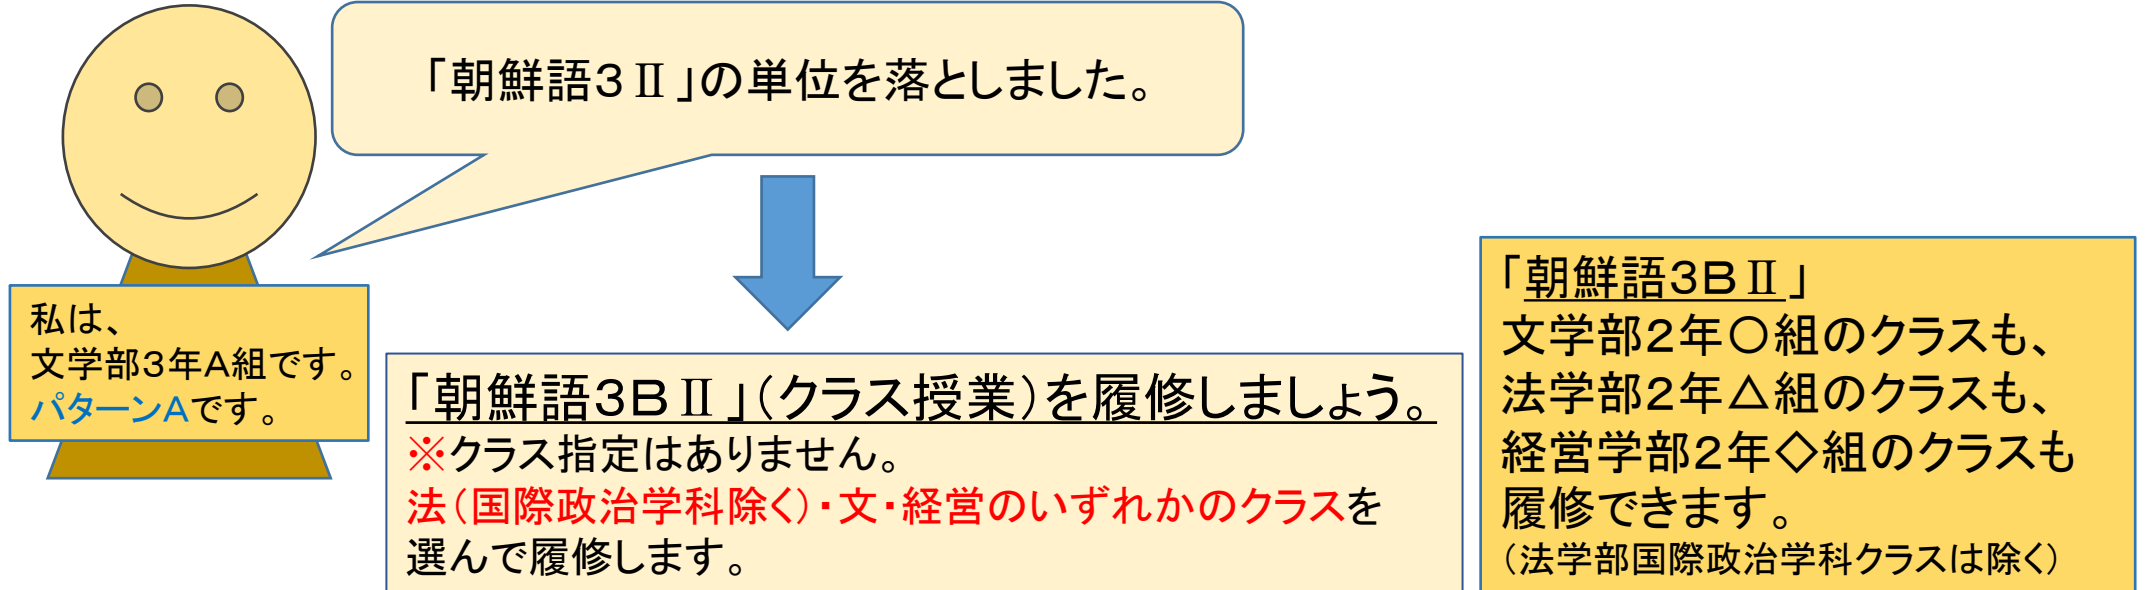 「朝鮮語3Ⅱ」の単位を落としました。
私は、
文学部3年A組です。
パターンAです。
「朝鮮語3BⅡ」(クラス授業)を履修しましょう。
※クラス指定はありません。
法(国際政治学科除く)・文・経営のいずれかのクラスを
選んで履修します。
「朝鮮語3BⅡ」
文学部2年〇組のクラスも、
法学部2年△組のクラスも、
経営学部2年◇組のクラスも
履修できます。
(法学部国際政治学科クラスは除く)